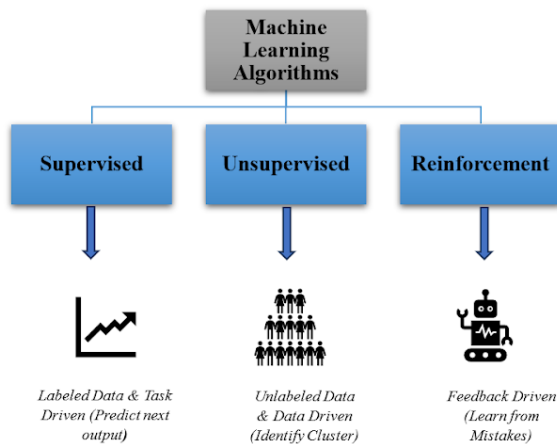 Machine
Learning
Algorithms
Supervised
Unsupervised
Reinforcement
Labeled Data & Task
Driven (Predict next
output)
Unlabeled Data
& Data Driven
(Identify Cluster)
Feedback Driven
(Learn from
Mistakes)